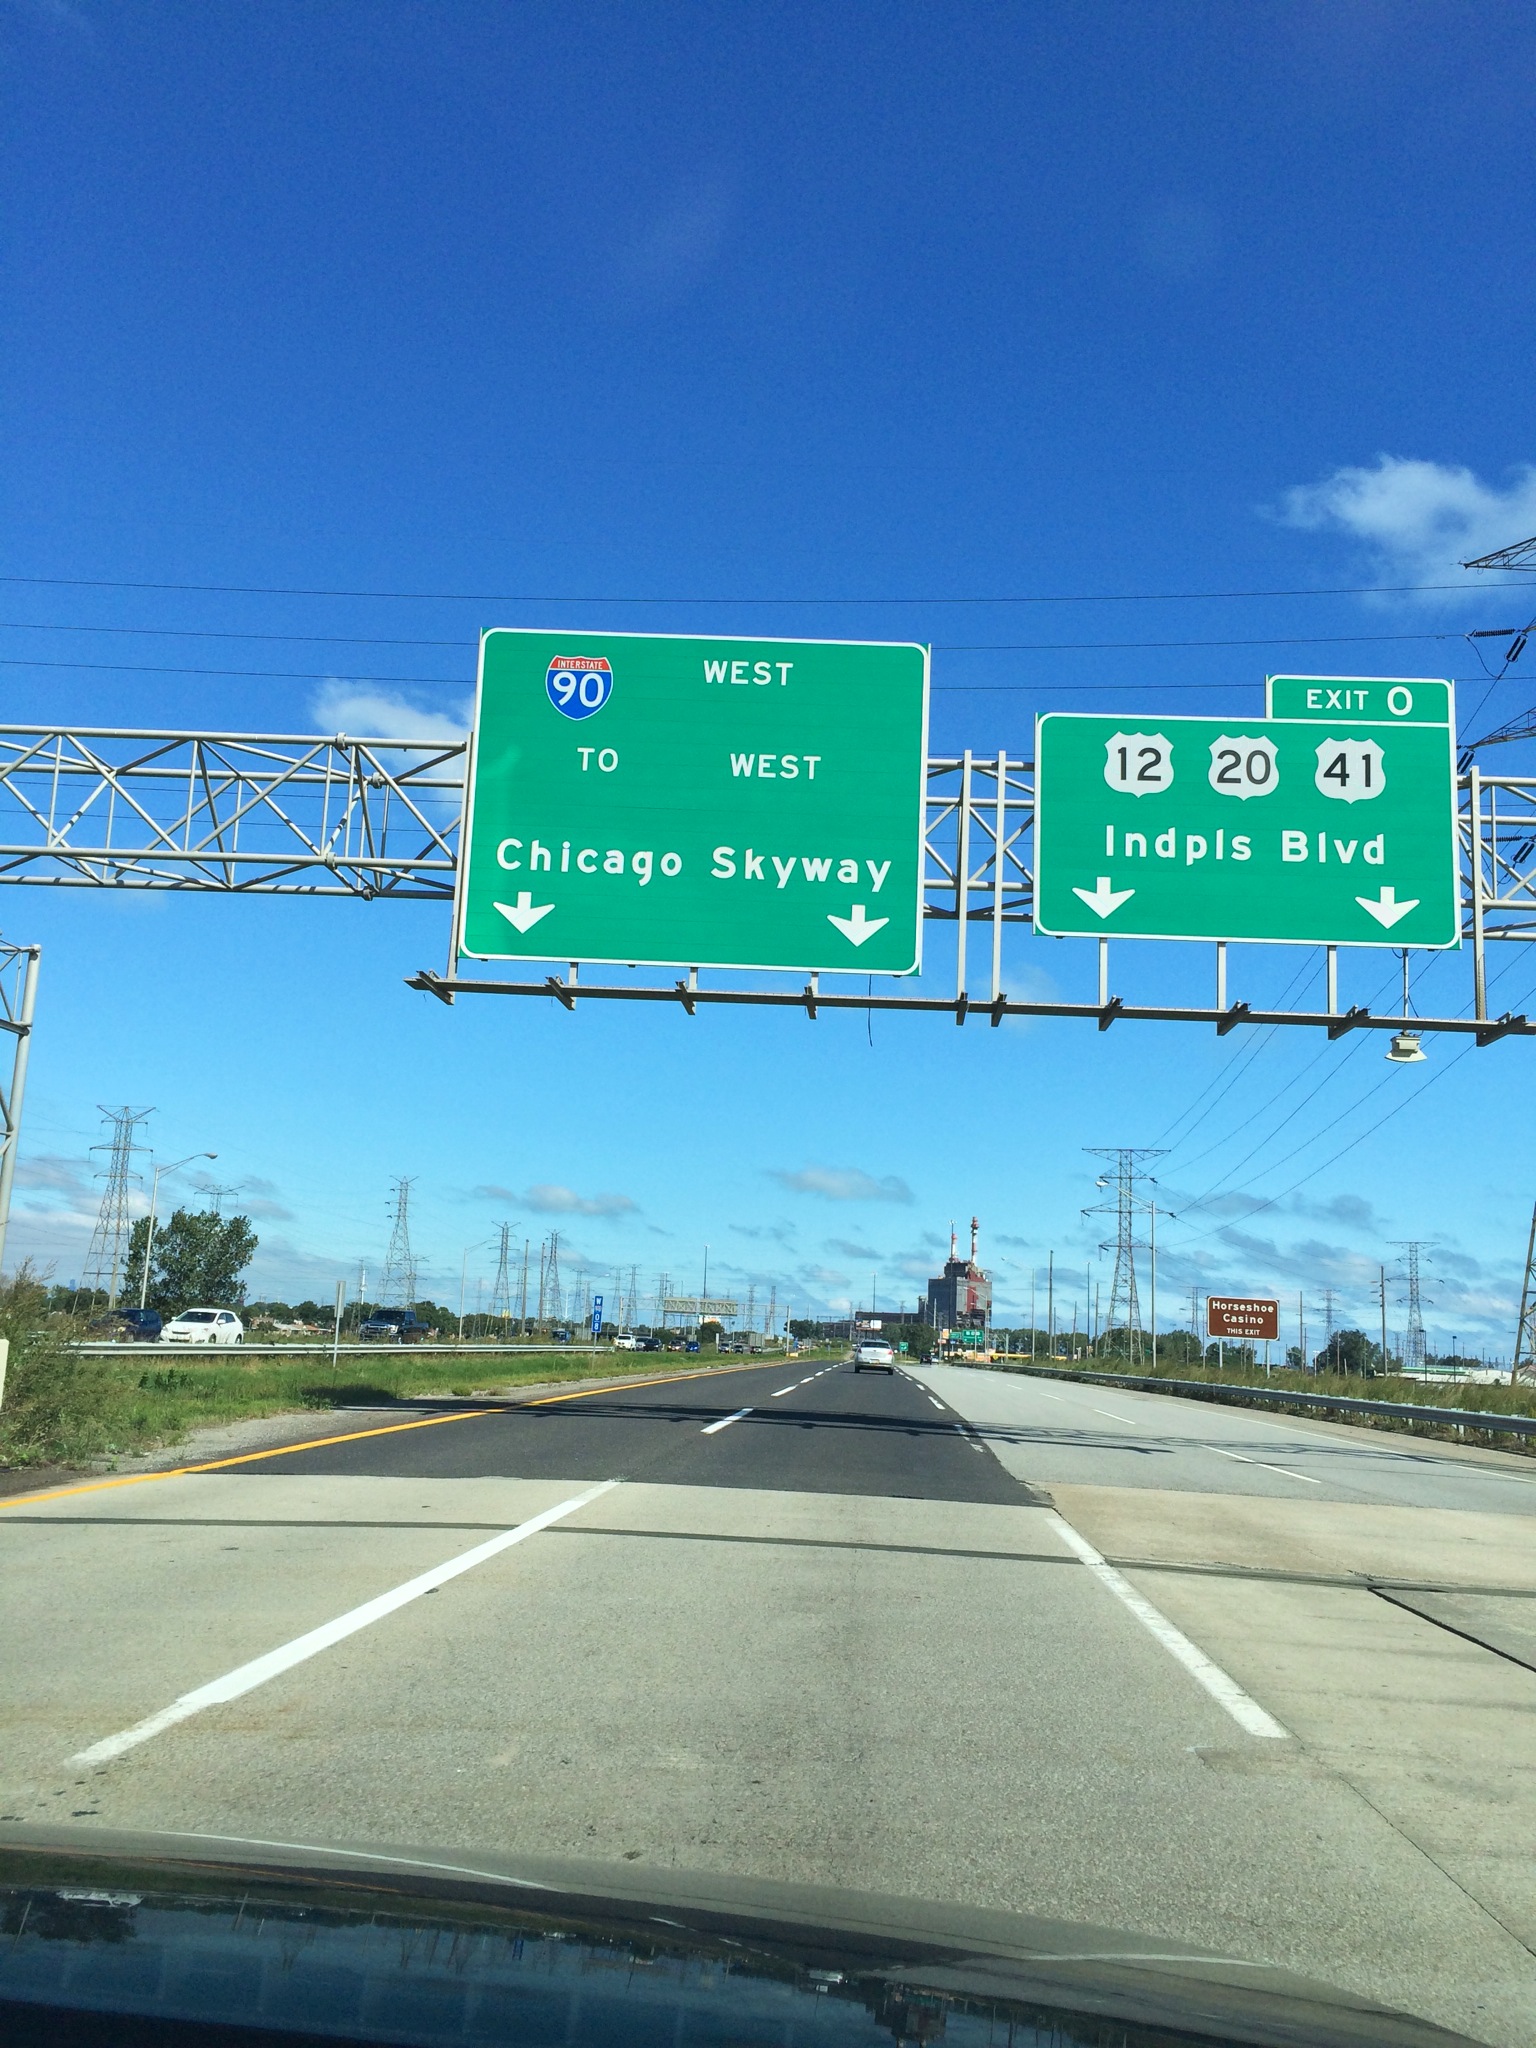 INTERSTATE
90
WEST
TO WEST
Chicago Skyway
EXIT 0
12 20 41
Indpls Blvd
Horseshoe
Casino
THIS EXIT